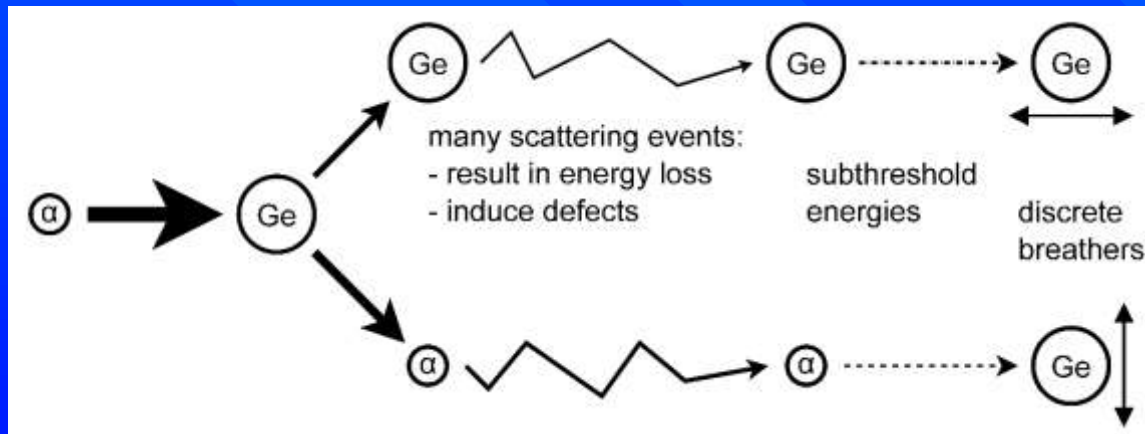 Ge
Ge
Ge
many scattering events:
- result in energy loss
- induce defects
subthreshold
energies
discrete
breathers
α
Ge
α
α
Ge